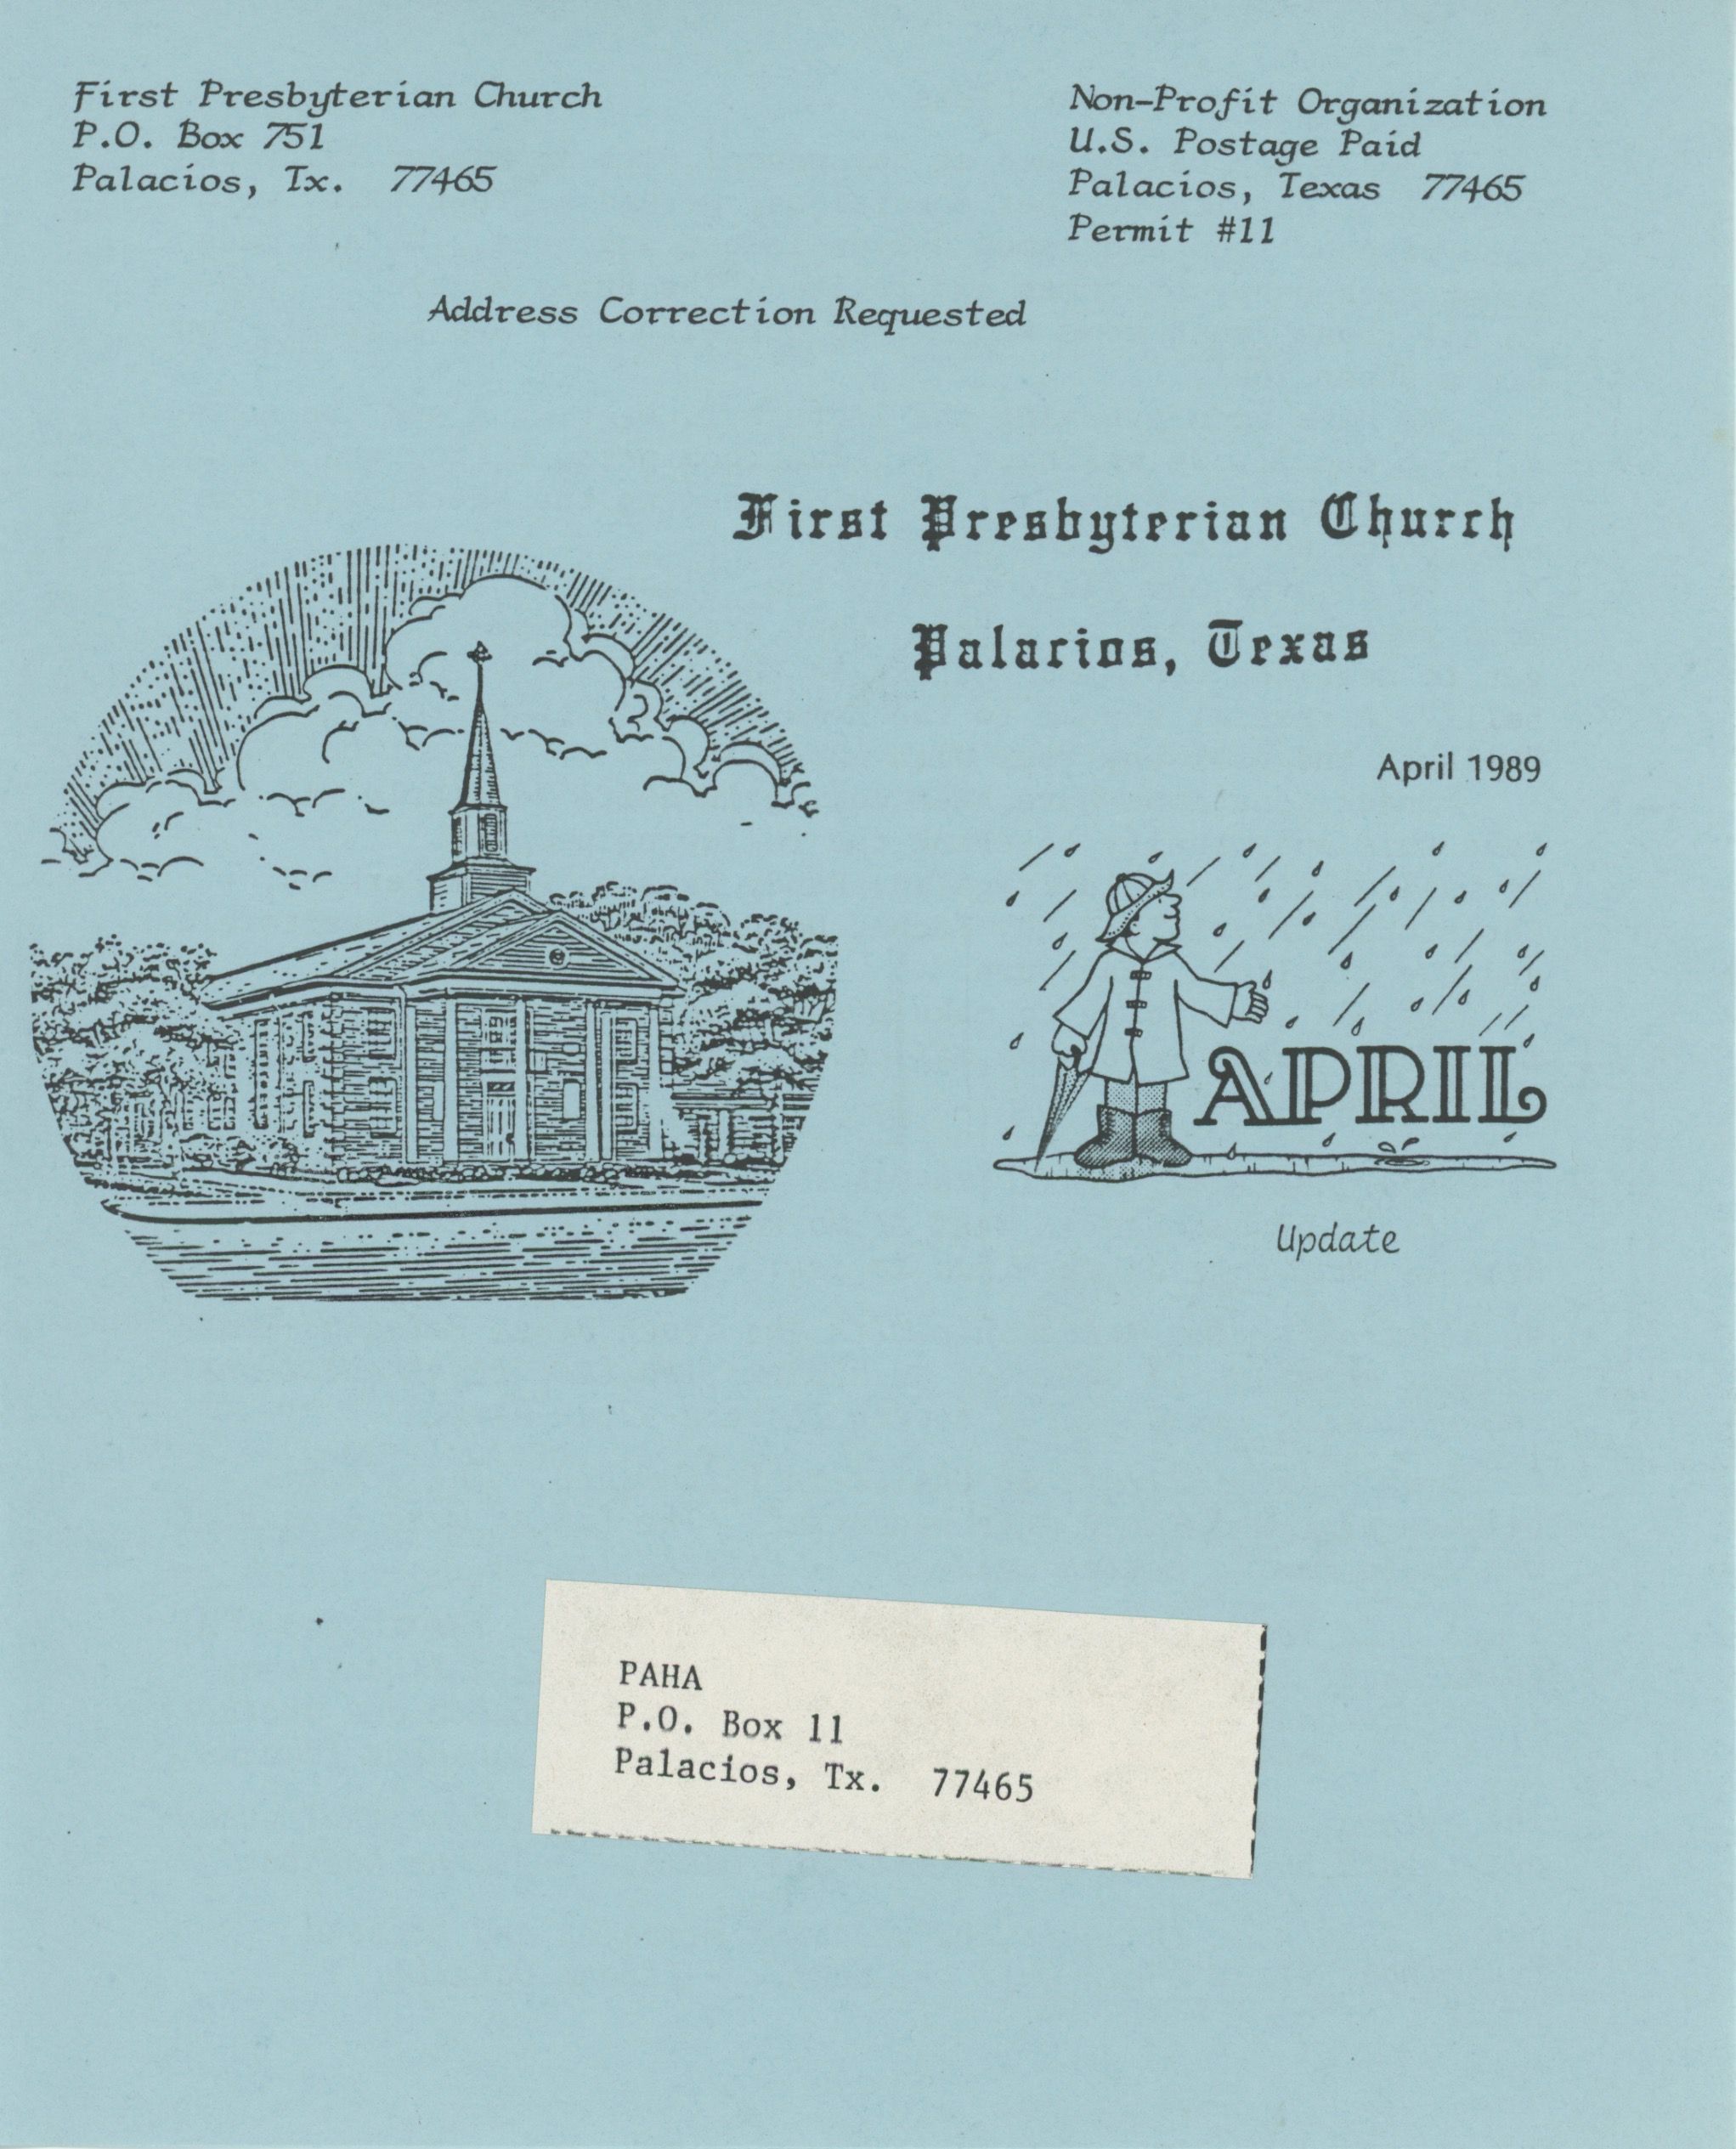 First Presbyterian Church
P.O. Box 751
Palacios, Tx. 77465
Non-Profit Organization
U.S. Postage Paid
Palacios, Texas 77465
Permit #11
Address Correction Requested
First Presbyterian Church
Palacios, Texas
April 1989
APRIL
Update
PAHA
P.O. Box 11
Palacios, Tx. 77465